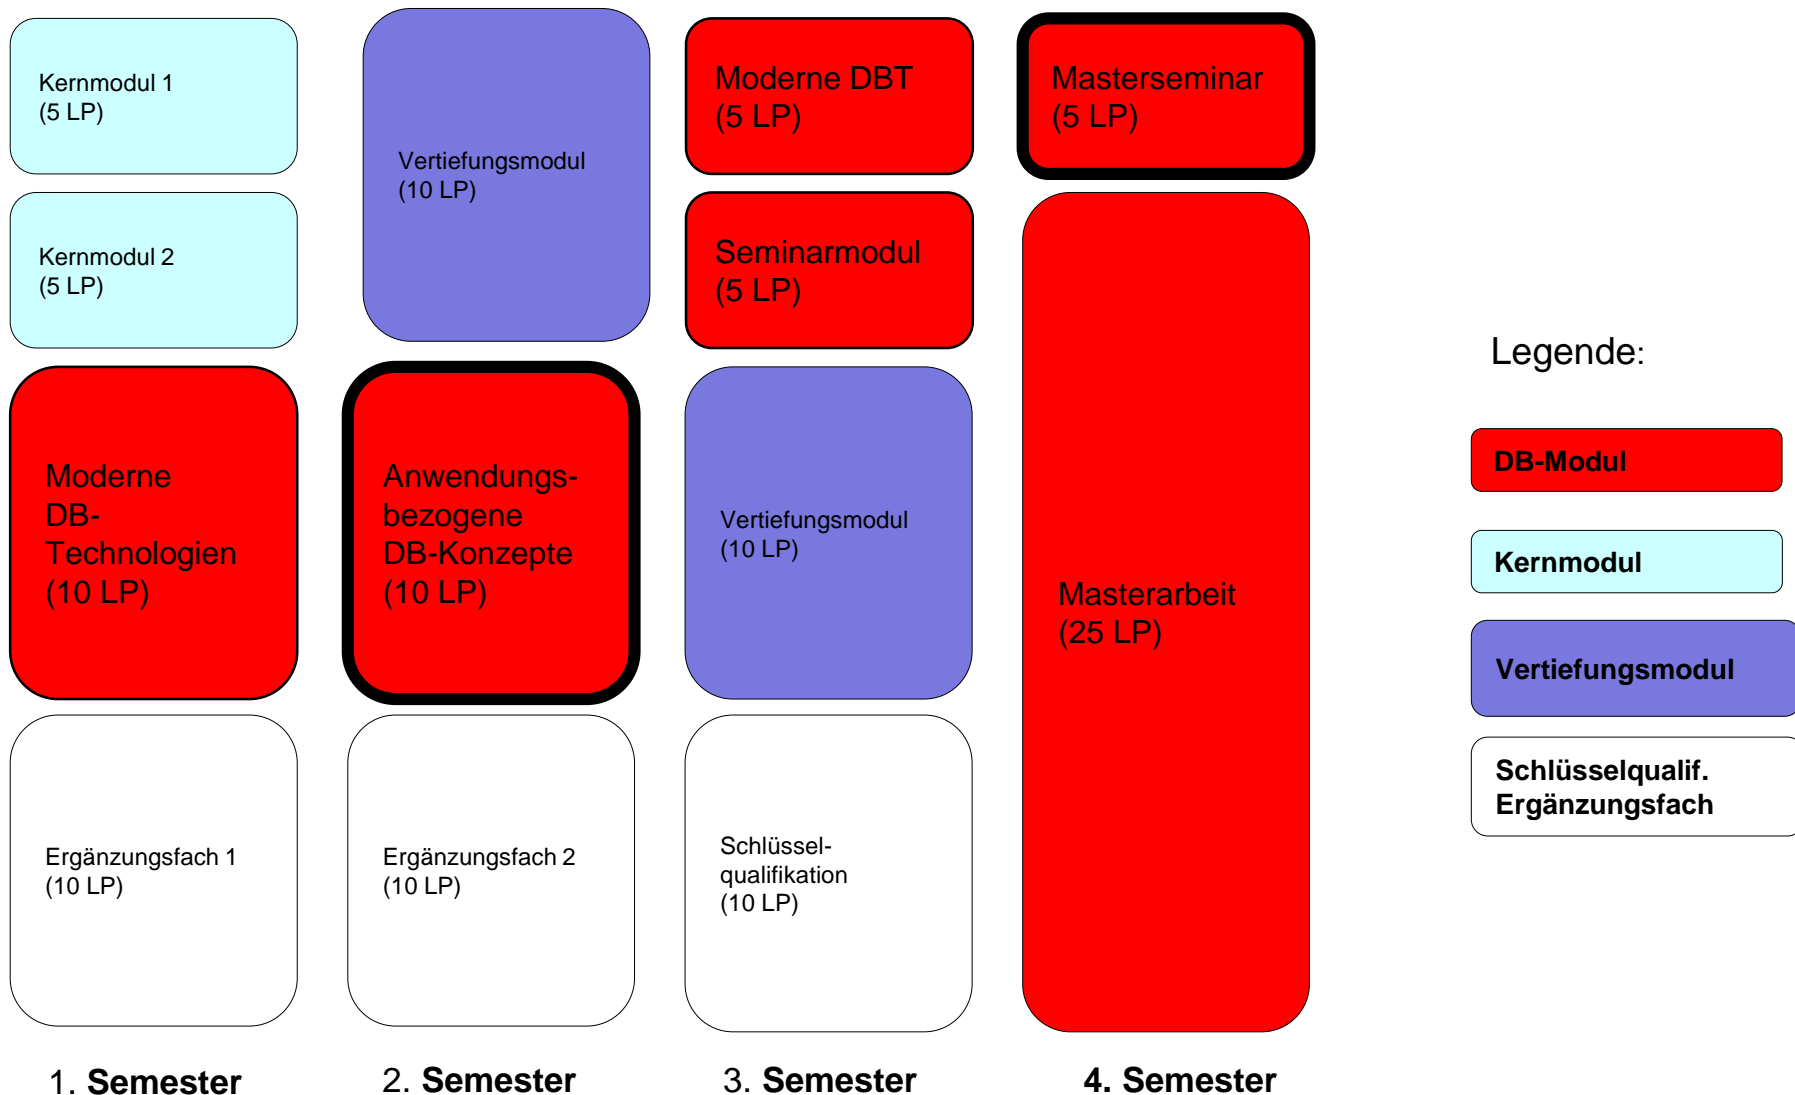 Kernmodul 1
(5 LP)
Kernmodul 2
(5 LP)
Moderne
DB-
Technologien
(10 LP)
Ergänzungsfach 1
(10 LP)
1. Semester
Vertiefungsmodul
(10 LP)
Anwendungs-
bezogene
DB-Konzepte
(10 LP)
Ergänzungsfach 2
(10 LP)
2. Semester
Moderne DBT
(5 LP)
Seminarmodul
(5 LP)
Vertiefungsmodul
(10 LP)
Schlüssel-
qualifikation
(10 LP)
3. Semester
Masterseminar
(5 LP)
Masterarbeit
(25 LP)
4. Semester
Legende:
DB-Modul
Kernmodul
Vertiefungsmodul
Schlüsselqualif.
Ergänzungsfach